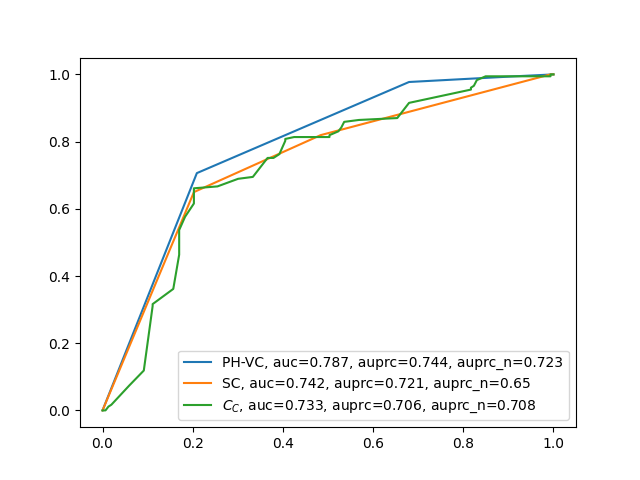 1.0
0.8
0.6
0.4
0.2
0.0
PH-VC, auc=0.787, auprc=0.744, auprc_n=0.723
SC, auc=0.742, auprc=0.721, auprc_n=0.65
C_C, auc=0.733, auprc=0.706, auprc_n=0.708
0.0 0.2 0.4 0.6 0.8 1.0